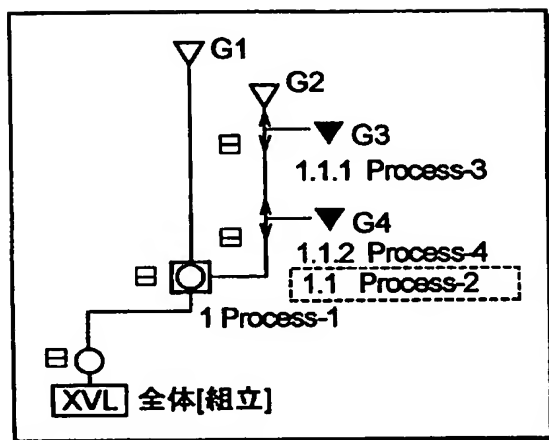 G1
G2
G3
1.1.1 Process-3
G4
1.1.2 Process-4
1.1 Process-2
1 Process-1
XVL 全体[組立]